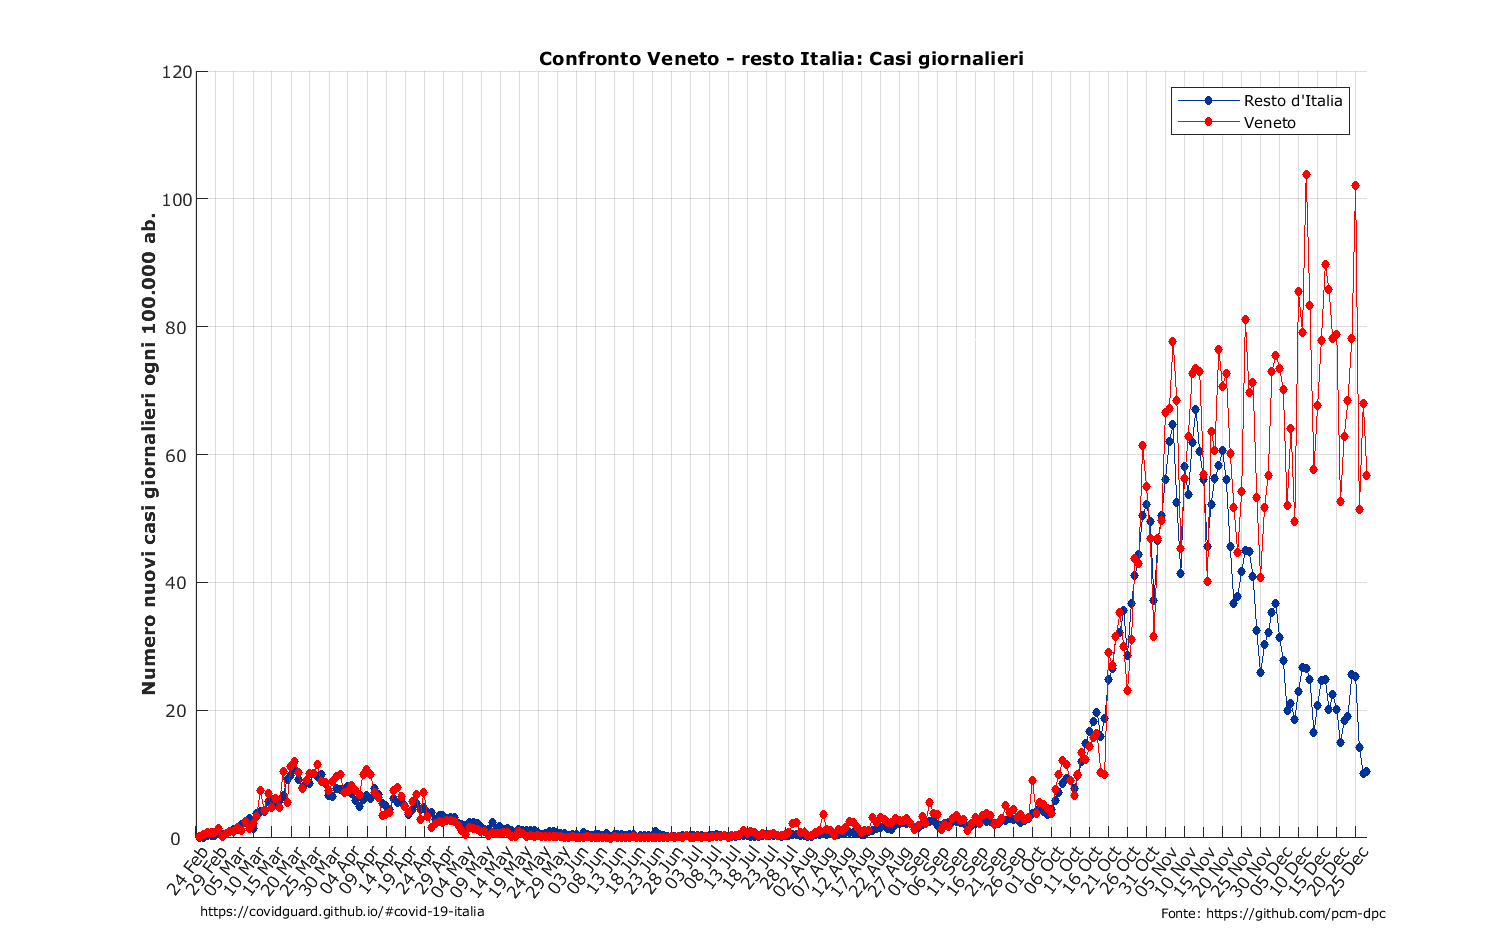 Confronto Veneto - resto Italia: Casi giornalieri
Resto d'Italia
Veneto
Numero nuovi casi giornalieri ogni 100.000 ab.
120
100
80
60
40
20
0
24 Feb
29 Feb
05 Mar
10 Mar
15 Mar
20 Mar
25 Mar
30 Mar
04 Apr
09 Apr
14 Apr
19 Apr
24 Apr
29 Apr
04 May
09 May
14 May
19 May
24 May
29 May
03 Jun
08 Jun
13 Jun
18 Jun
23 Jun
28 Jun
03 Jul
08 Jul
13 Jul
18 Jul
23 Jul
28 Jul
02 Aug
07 Aug
12 Aug
17 Aug
22 Aug
27 Aug
01 Sep
06 Sep
11 Sep
16 Sep
21 Sep
26 Sep
01 Oct
06 Oct
11 Oct
16 Oct
21 Oct
26 Oct
31 Oct
05 Nov
10 Nov
15 Nov
20 Nov
25 Nov
30 Nov
05 Dec
10 Dec
15 Dec
20 Dec
25 Dec
https://covidguard.github.io/#covid-19-italia
Fonte: https://github.com/pcm-dpc